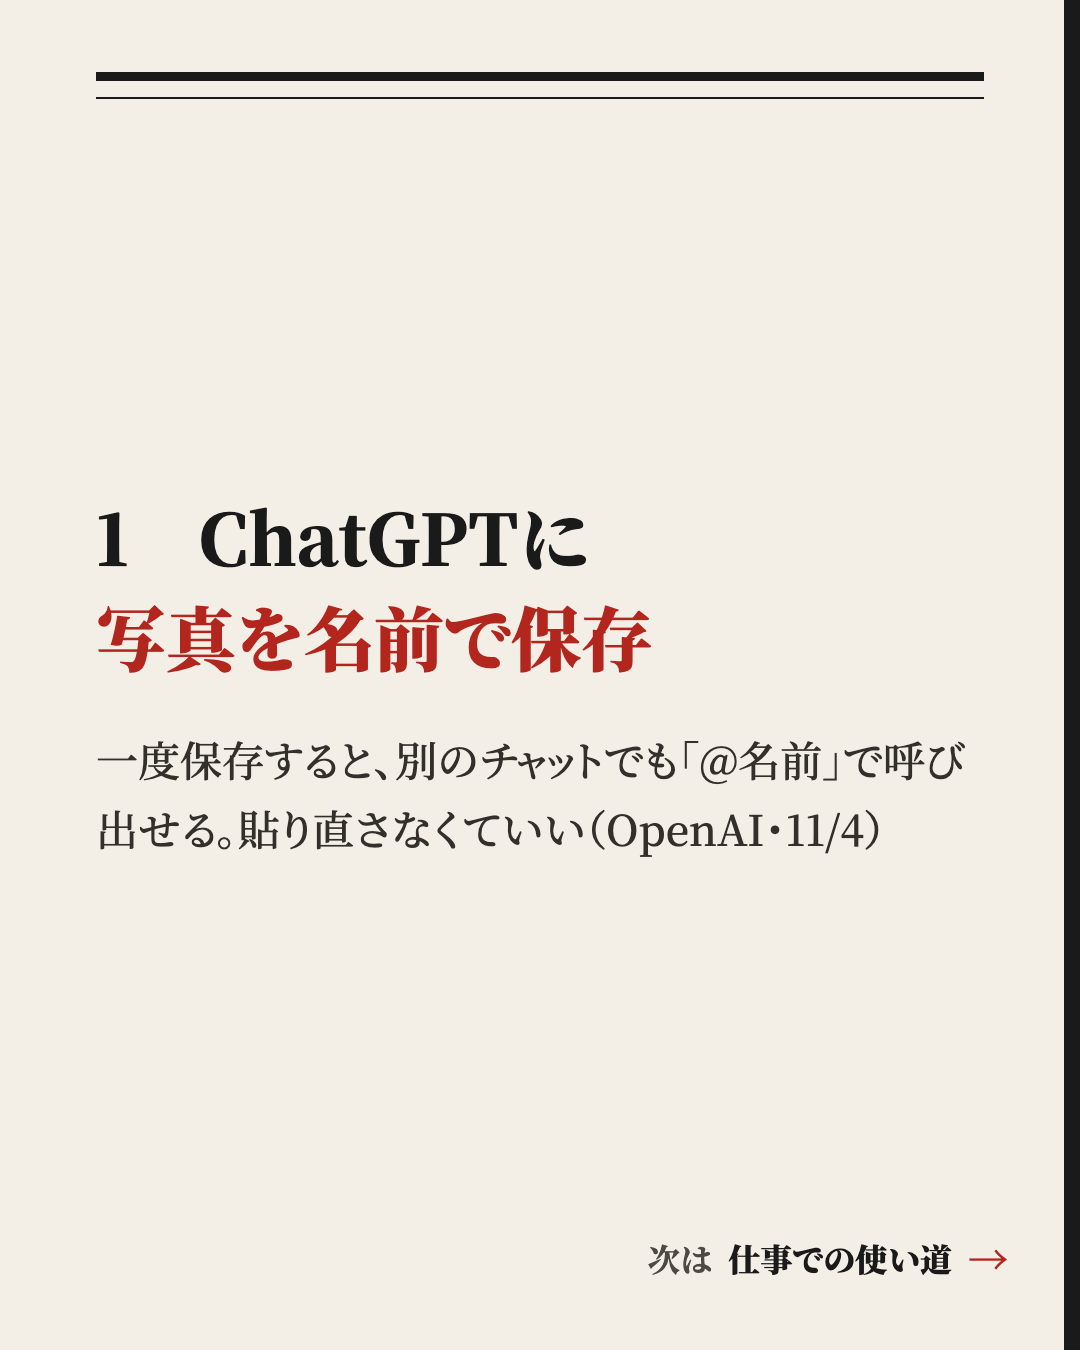 1　ChatGPTに
写真を名前で保存
一度保存すると、別のチャットでも「@名前」で呼び
出せる。貼り直さなくていい（OpenAI・11/4）
次は 仕事での使い道 →